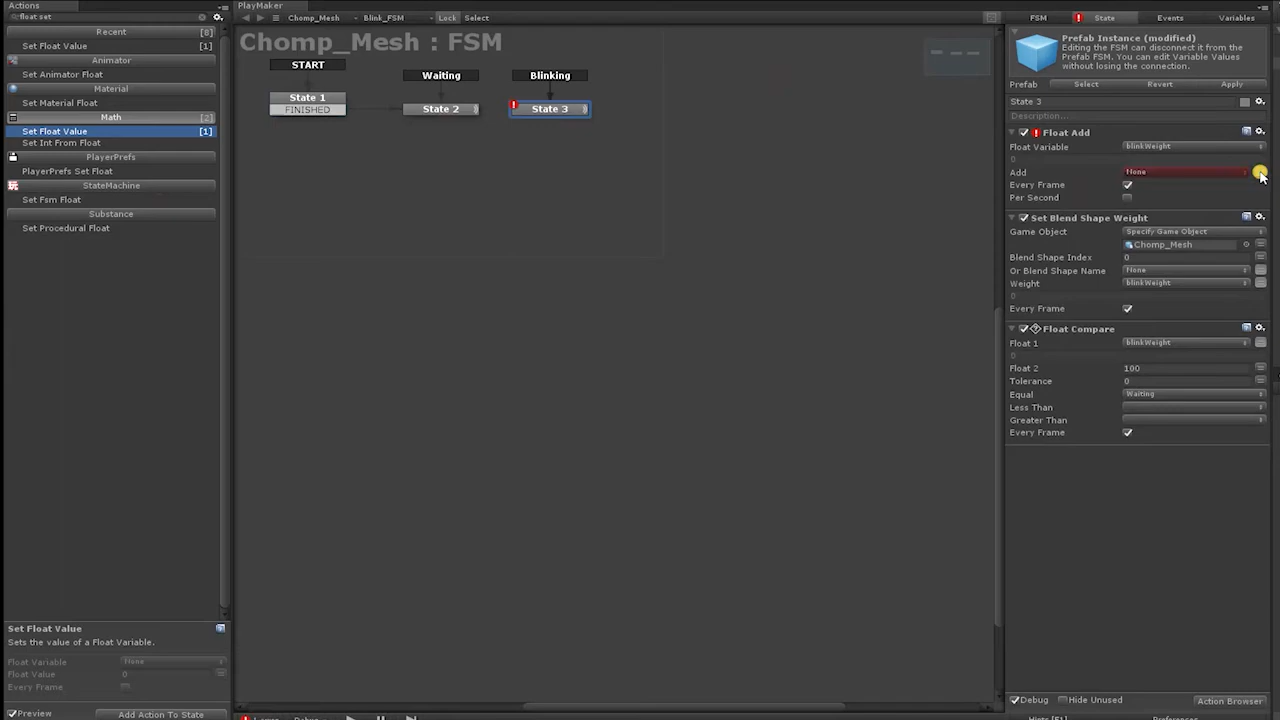 Actions
float set
Recent [8]
Set Float Value [1]
Animator
Set Animator Float
Material
Set Material Float
Math [2]
Set Float Value [1]
Set Int From Float
PlayerPrefs
PlayerPrefs Set Float
StateMachine
Set Fsm Float
Substance
Set Procedural Float
Set Float Value
Sets the value of a Float Variable.
Float Variable None
Float Value 0
Every Frame
Preview Add Action To State
PlayMaker
Chomp_Mesh Blink_FSM Lock Select
Chomp_Mesh : FSM
START
State 1
FINISHED
Waiting
State 2
Blinking
State 3
Debug
FSM State Events Variables
Prefab Instance (modified)
Editing the FSM can disconnect it from the
Prefab FSM. You can edit Variable Values
without losing the connection.
Prefab Select Revert Apply
State 3
Description...
Float Add
Float Variable blinkWeight
0
Add None
Every Frame
Per Second
Set Blend Shape Weight
Game Object Specify Game Object
Chomp_Mesh
Blend Shape Index 0
Or Blend Shape Name None
Weight blinkWeight
0
Every Frame
Float Compare
Float 1 blinkWeight
0
Float 2 100
Tolerance 0
Equal Waiting
Less Than
Greater Than
Every Frame
Debug Hide Unused Action Browser
Hints [F1] Preferences